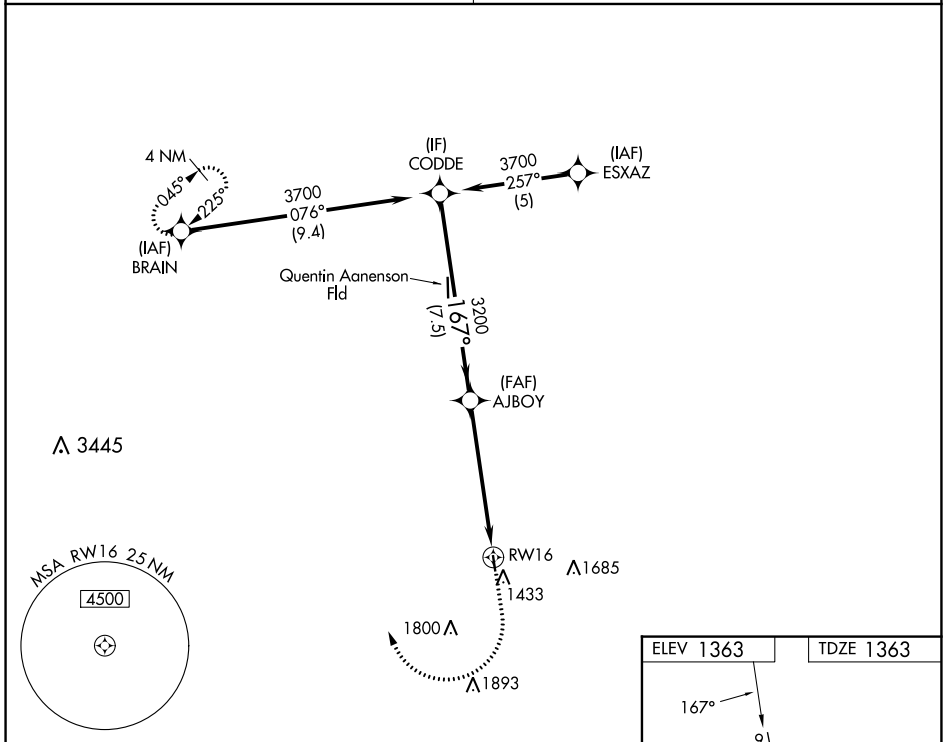 4 NM
045°
225°
(IAF)
BRAIN
3700
076°
(9.4)
(IF)
CODDE
3700
257°
(5)
(IAF)
ESXAZ
Quentin Aanenson
Fld
3200
167°
(7.5)
(FAF)
AJBOY
3445
RW16
1685
1433
1800
1893
MSA RW16 25 NM
4500
ELEV 1363
TDZE 1363
167°